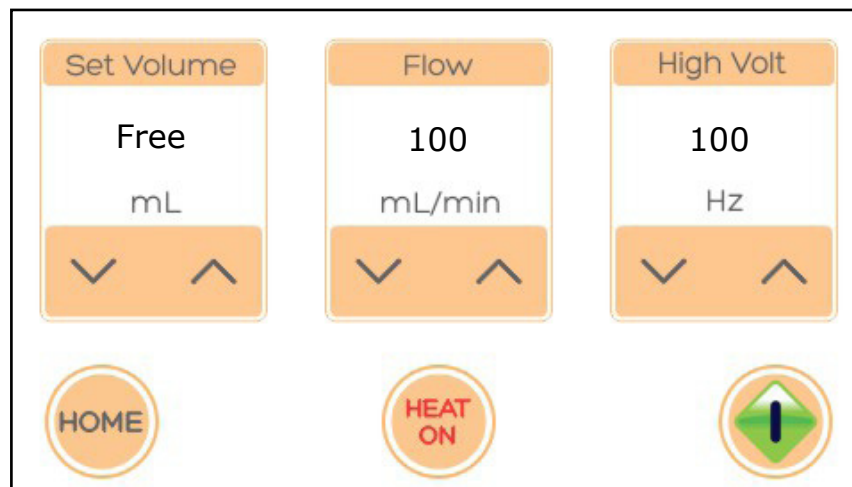 Set Volume
Free
mL
Flow
100
mL/min
High Volt
100
Hz
HOME
HEAT
ON